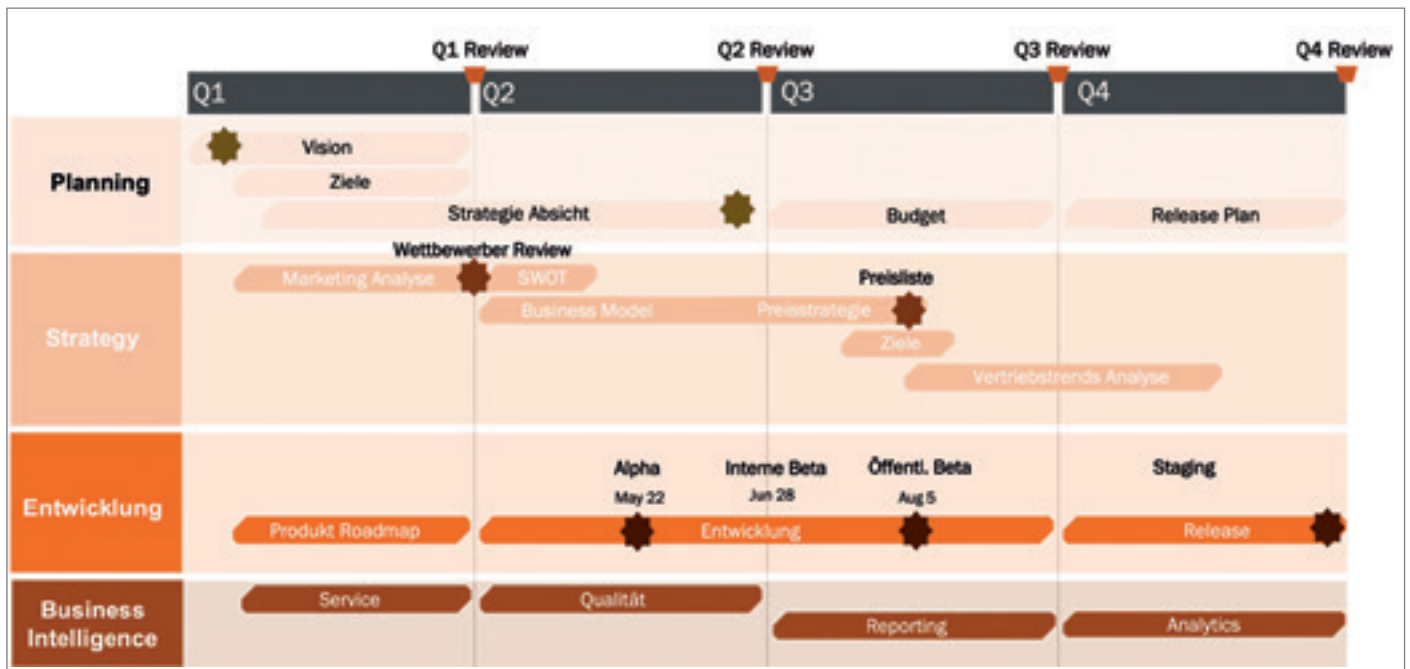 Q1 Review
Q2 Review
Q3 Review
Q4 Review
Q1
Q2
Q3
Q4
Planning
Vision
Ziele
Strategie Absicht
Budget
Release Plan
Strategy
Wettbewerber Review
Marketing Analyse
SWOT
Preisliste
Business Model
Preisstrategie
Ziele
Vertriebstrends Analyse
Entwicklung
Alpha
Interne Beta
Öffentl. Beta
Staging
May 22
Jun 28
Aug 5
Produkt Roadmap
Entwicklung
Release
Business
Intelligence
Service
Qualität
Reporting
Analytics